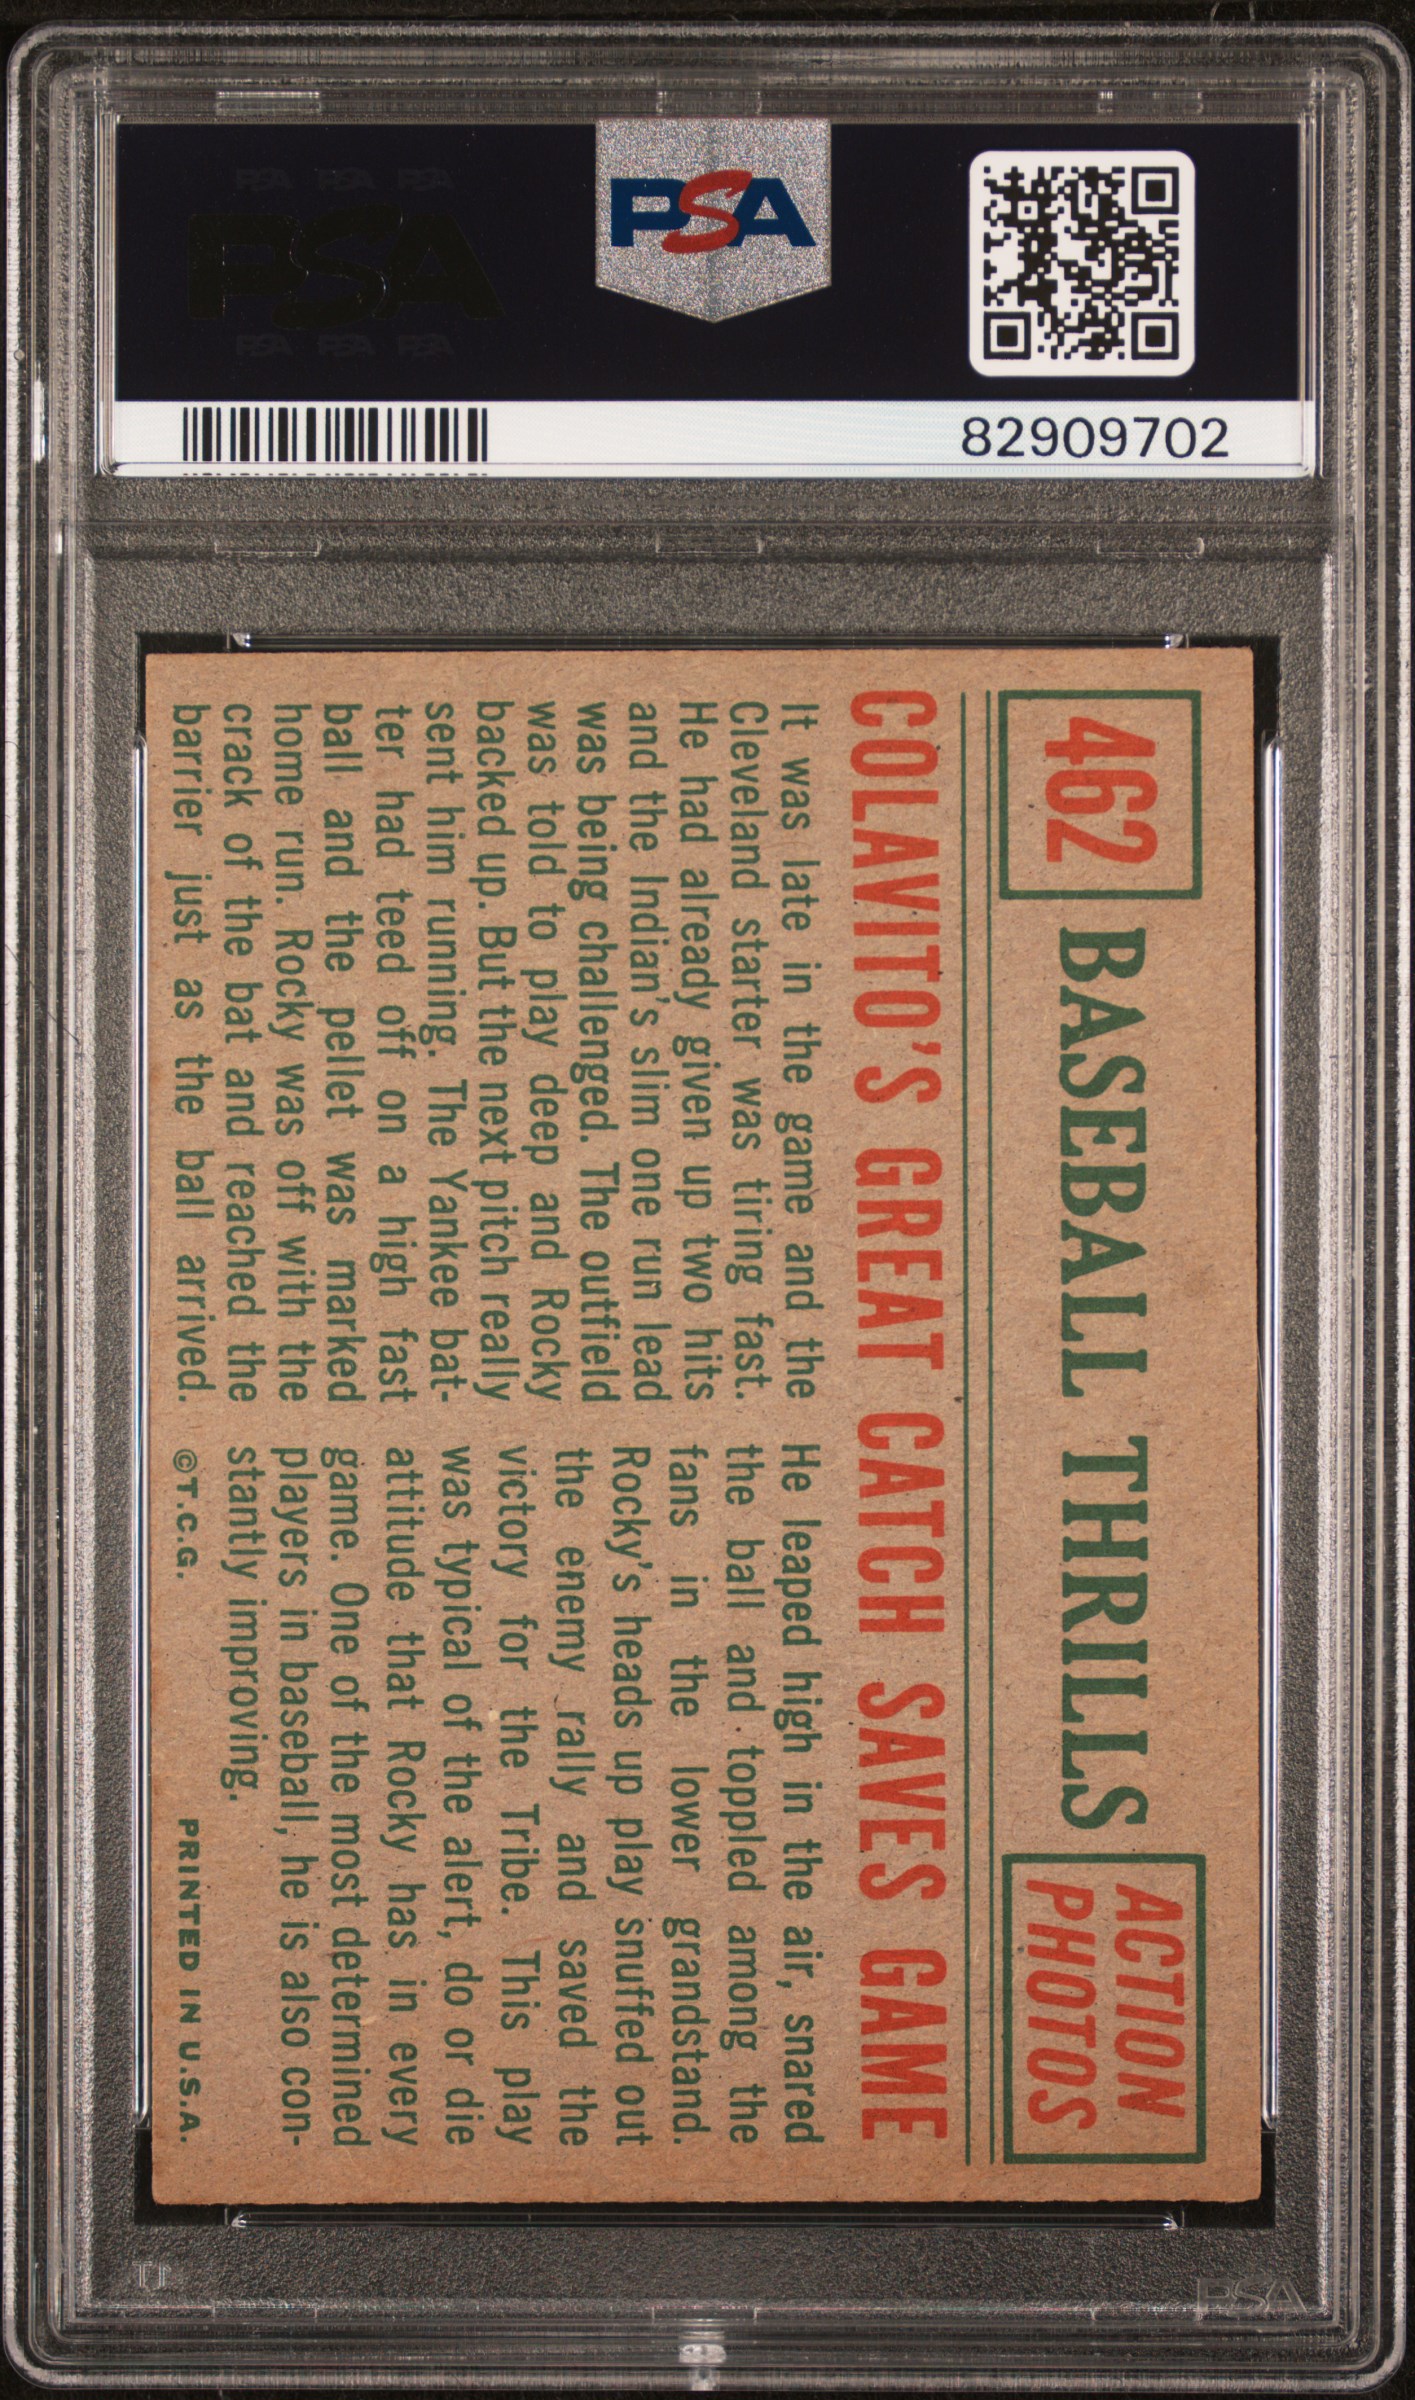 PSA PSA PSA
PSA
PSA PSA PSA
PSA
82909702
462
BASEBALL THRILLS
ACTION
PHOTOS
COLAVITO'S GREAT CATCH SAVES GAME
It was late in the game and the
Cleveland starter was tiring fast.
He had already given up two hits
and the Indian's slim one run lead
was being challenged. The outfield
was told to play deep and Rocky
backed up. But the next pitch really
sent him running. The Yankee bat-
ter had teed off on a high fast
ball and the pellet was marked
home run. Rocky was off with the
crack of the bat and reached the
barrier just as the ball arrived.
He leaped high in the air, snared
the ball and toppled among the
fans in the lower grandstand.
Rocky's heads up play snuffed out
the enemy rally and saved the
victory for the Tribe. This play
was typical of the alert, do or die
attitude that Rocky has in every
game. One of the most determined
players in baseball, he is also con-
stantly improving.
©T.C.G.
PRINTED IN U.S.A.
PSA